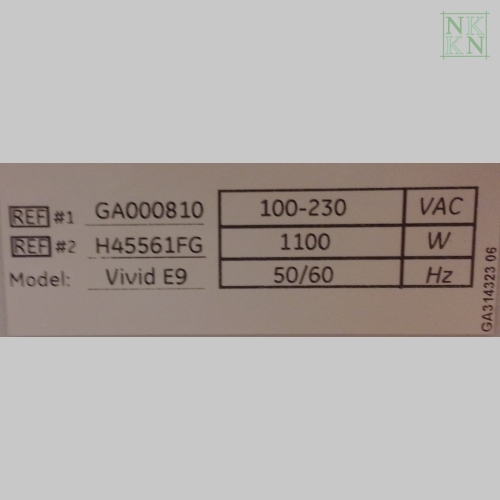 NK
KN
REF #1 GA000810 100-230 VAC
REF #2 H45561FG 1100 W
Model: Vivid E9 50/60 Hz
GA314323 06